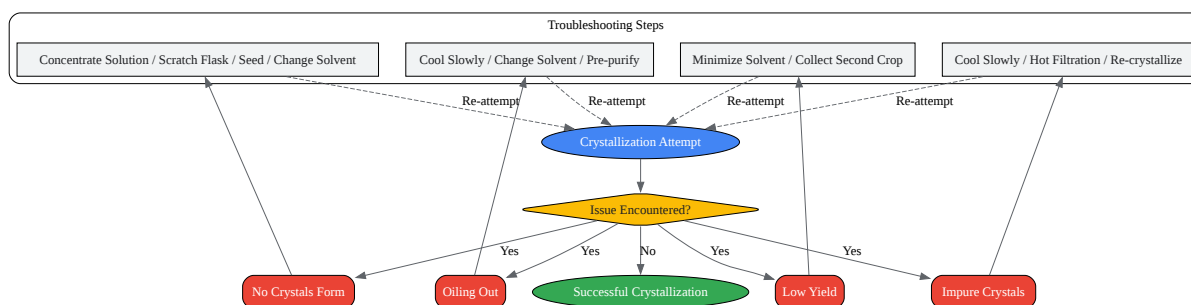 Troubleshooting Steps
Concentrate Solution / Scratch Flask / Seed / Change Solvent
Cool Slowly / Change Solvent / Pre-purify
Minimize Solvent / Collect Second Crop
Cool Slowly / Hot Filtration / Re-crystallize
Re-attempt
Re-attempt
Re-attempt
Re-attempt
Crystallization Attempt
Issue Encountered?
Yes
Yes
No
Yes
Yes
No Crystals Form
Oiling Out
Successful Crystallization
Low Yield
Impure Crystals